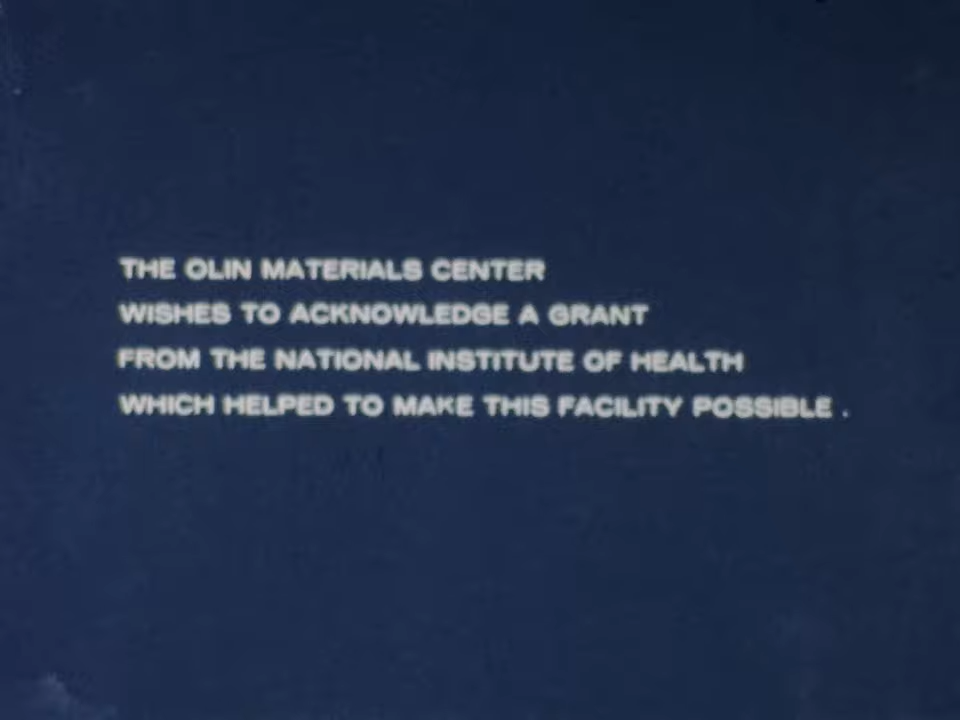 THE OLIN MATERIALS CENTER
WISHES TO ACKNOWLEDGE A GRANT
FROM THE NATIONAL INSTITUTE OF HEALTH
WHICH HELPED TO MAKE THIS FACILITY POSSIBLE .